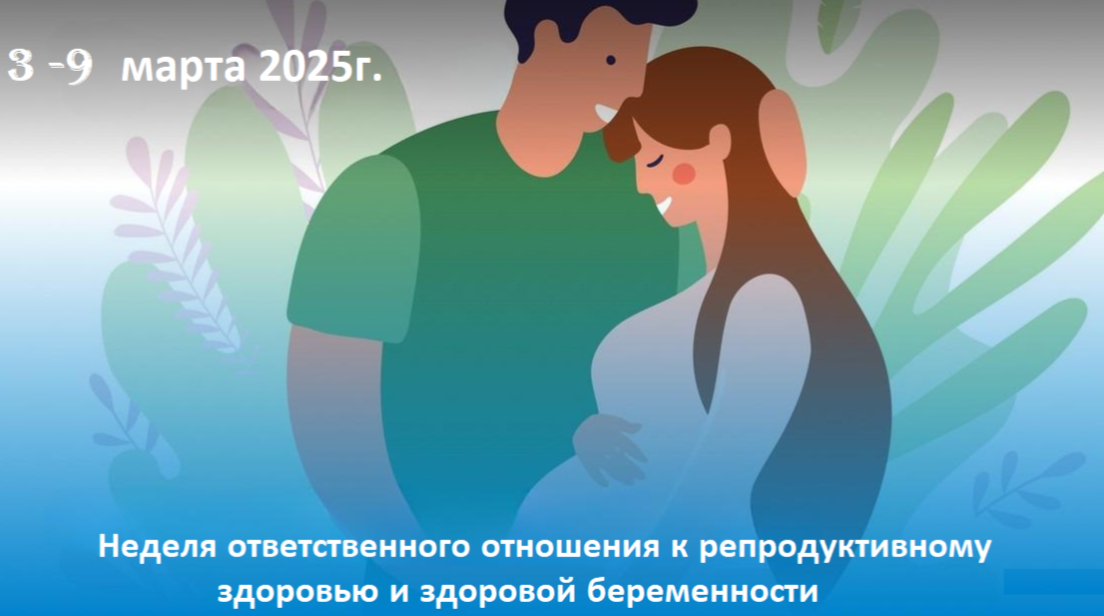 3 -9 марта 2025г.
Неделя ответственного отношения к репродуктивному
здоровью и здоровой беременности